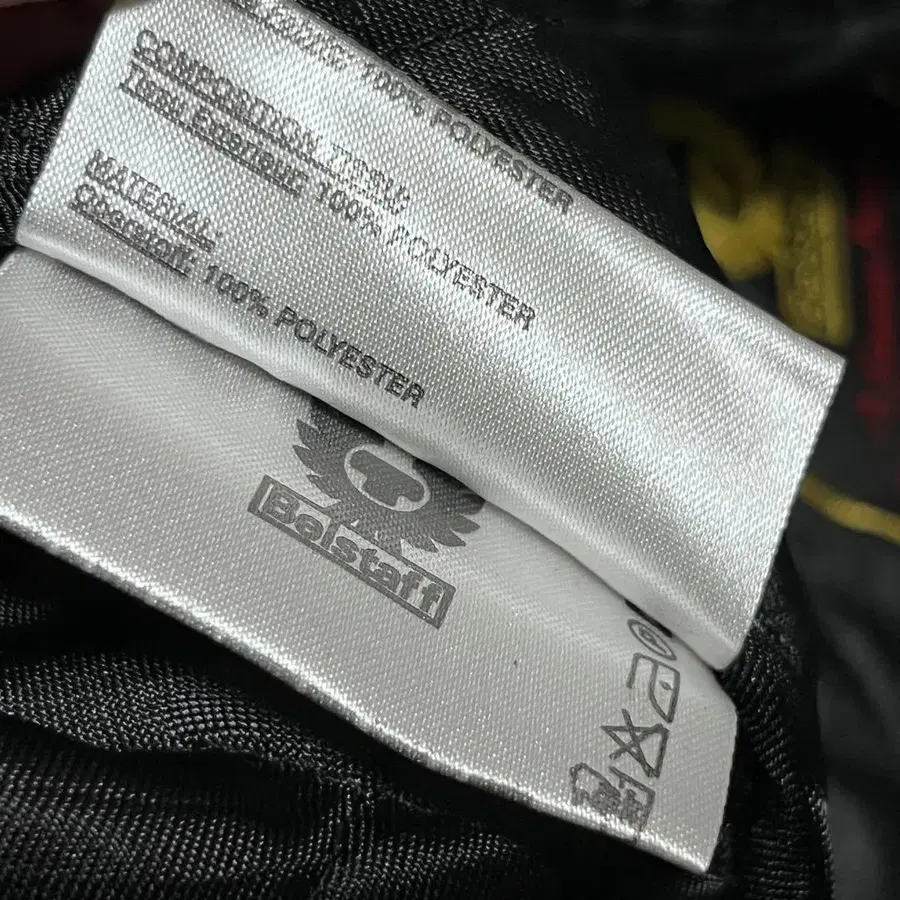 100% POLYESTER
COMPOSITION TISSU:
Tissu Exterieur: 100% POLYESTER
MATERIAL:
Oberstoff: 100% POLYESTER
Belstaff
P